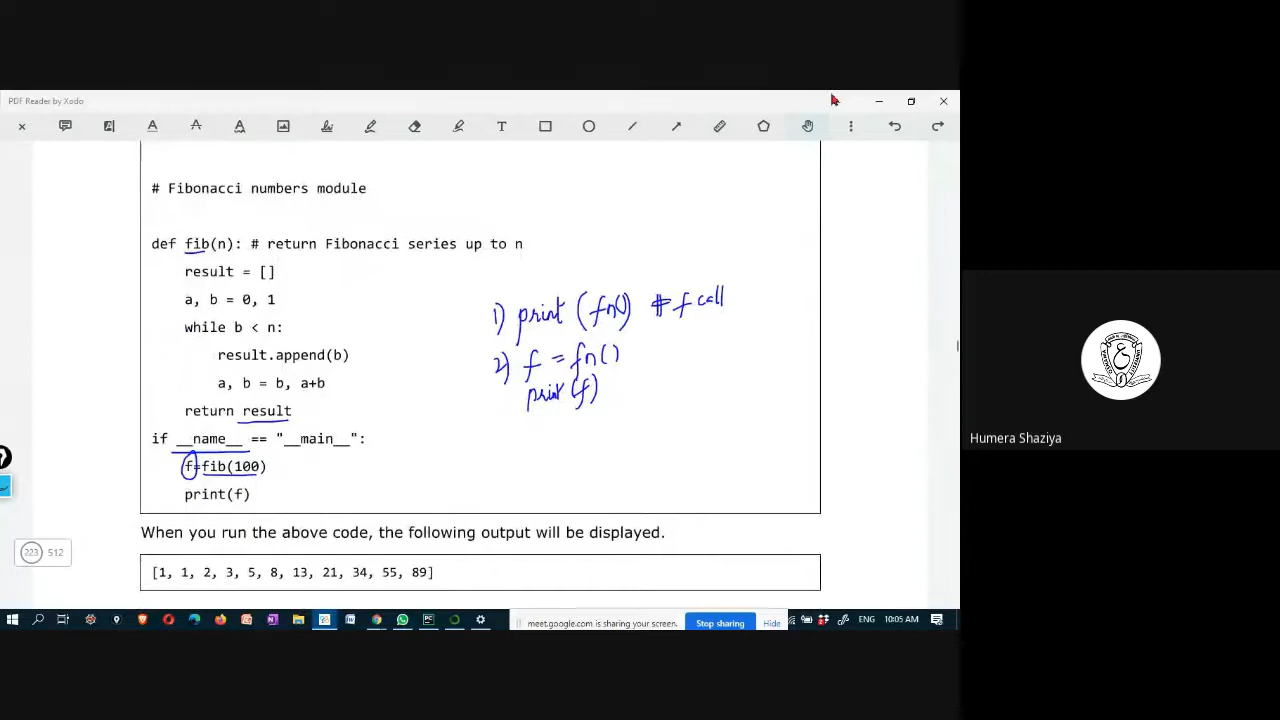 PDF Reader by Xodo
# Fibonacci numbers module
def fib(n): # return Fibonacci series up to n
result = []
a, b = 0, 1
while b < n:
result.append(b)
a, b = b, a+b
return result
if __name__ == "__main__":
f=fib(100)
print(f)
1) print (fn()) # f call
2) f = fn()
print (f)
When you run the above code, the following output will be displayed.
[1, 1, 2, 3, 5, 8, 13, 21, 34, 55, 89]
223 512
Humera Shaziya
meet.google.com is sharing your screen. Stop sharing Hide
ENG 10:05 AM